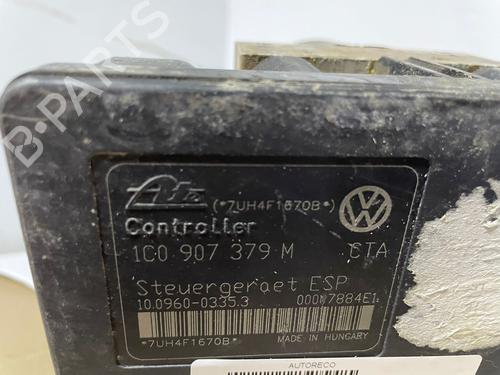 B-PARTS
Ate
(*7UH4F1670B*)
Controller
1C0 907 379 M CTA
Steuergeraet ESP
10.0960-0335.3 000W7884E1
*7UH4F1670B*
MADE IN HUNGARY
AUTORECO